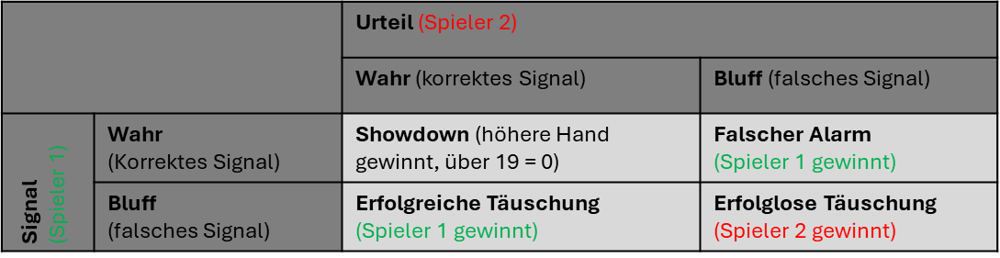 Urteil (Spieler 2)
Wahr (korrektes Signal)
Bluff (falsches Signal)
Signal
(Spieler 1)
Wahr
(Korrektes Signal)
Showdown (höhere Hand
gewinnt, über 19 = 0)
Falscher Alarm
(Spieler 1 gewinnt)
Bluff
(falsches Signal)
Erfolgreiche Täuschung
(Spieler 1 gewinnt)
Erfolglose Täuschung
(Spieler 2 gewinnt)